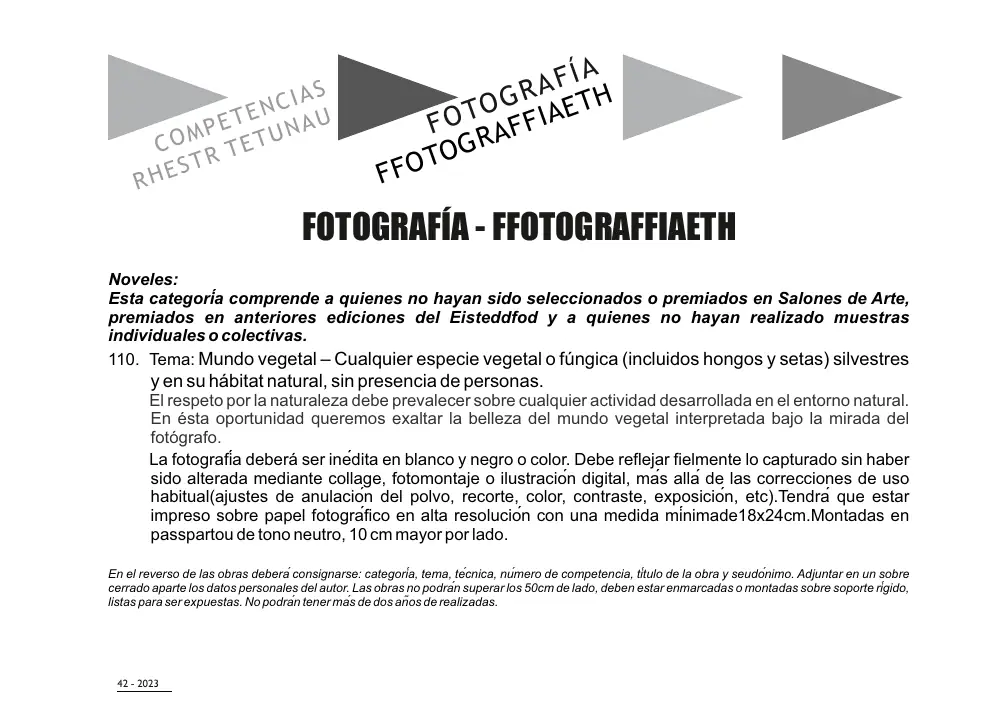 COMPETENCIAS
RHESTR TETUNAU
FOTOGRAFÍA
FFOTOGRAFFIAETH
FOTOGRAFÍA - FFOTOGRAFFIAETH
Noveles:
Esta categoría comprende a quienes no hayan sido seleccionados o premiados en Salones de Arte,
premiados en anteriores ediciones del Eisteddfod y a quienes no hayan realizado muestras
individuales o colectivas.
110. Tema: Mundo vegetal – Cualquier especie vegetal o fúngica (incluidos hongos y setas) silvestres
y en su hábitat natural, sin presencia de personas.
El respeto por la naturaleza debe prevalecer sobre cualquier actividad desarrollada en el entorno natural.
En ésta oportunidad queremos exaltar la belleza del mundo vegetal interpretada bajo la mirada del
fotógrafo.
La fotografía deberá ser inédita en blanco y negro o color. Debe reflejar fielmente lo capturado sin haber
sido alterada mediante collage, fotomontaje o ilustración digital, más allá de las correcciones de uso
habitual(ajustes de anulación del polvo, recorte, color, contraste, exposición, etc).Tendrá que estar
impreso sobre papel fotográfico en alta resolución con una medida mínimade18x24cm.Montadas en
passpartou de tono neutro, 10 cm mayor por lado.
En el reverso de las obras deberá consignarse: categoría, tema, técnica, número de competencia, título de la obra y seudónimo. Adjuntar en un sobre
cerrado aparte los datos personales del autor. Las obras no podrán superar los 50cm de lado, deben estar enmarcadas o montadas sobre soporte rígido,
listas para ser expuestas. No podrán tener más de dos años de realizadas.
42 - 2023